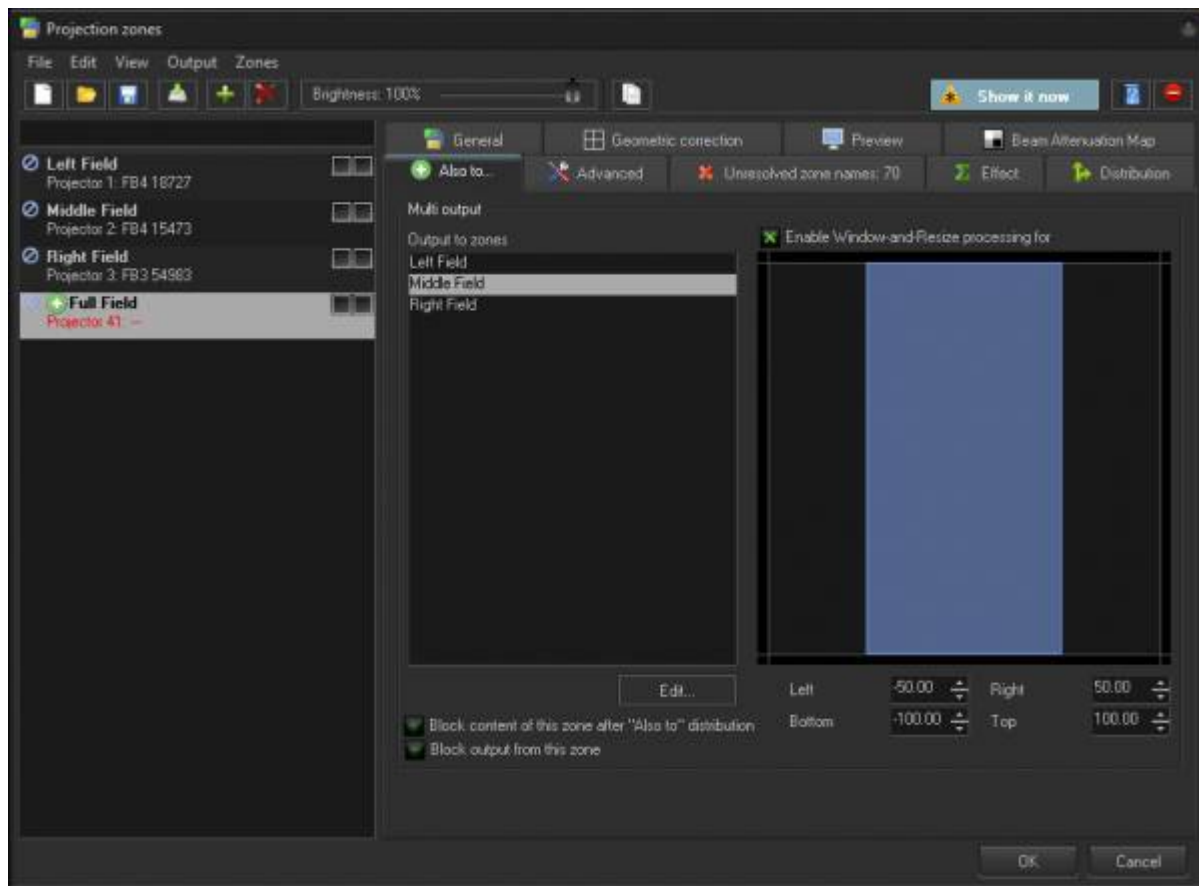 Projection zones
File Edit View Output Zones
Brightness: 100%
Show it now
Left Field
Projector 1: FB4 18727
Middle Field
Projector 2: FB4 15473
Right Field
Projector 3: FB3 54983
Full Field
Projector 41: --
General Geometric correction Preview Beam Attenuation Map
Also to... Advanced Unresolved zone names: 70 Effect Distribution
Multi output
Output to zones
Left Field
Middle Field
Right Field
Edit...
Block content of this zone after "Also to" distribution
Block output from this zone
Enable Window-and-Resize processing for
Left -50.00 Right 50.00
Bottom -100.00 Top 100.00
OK Cancel